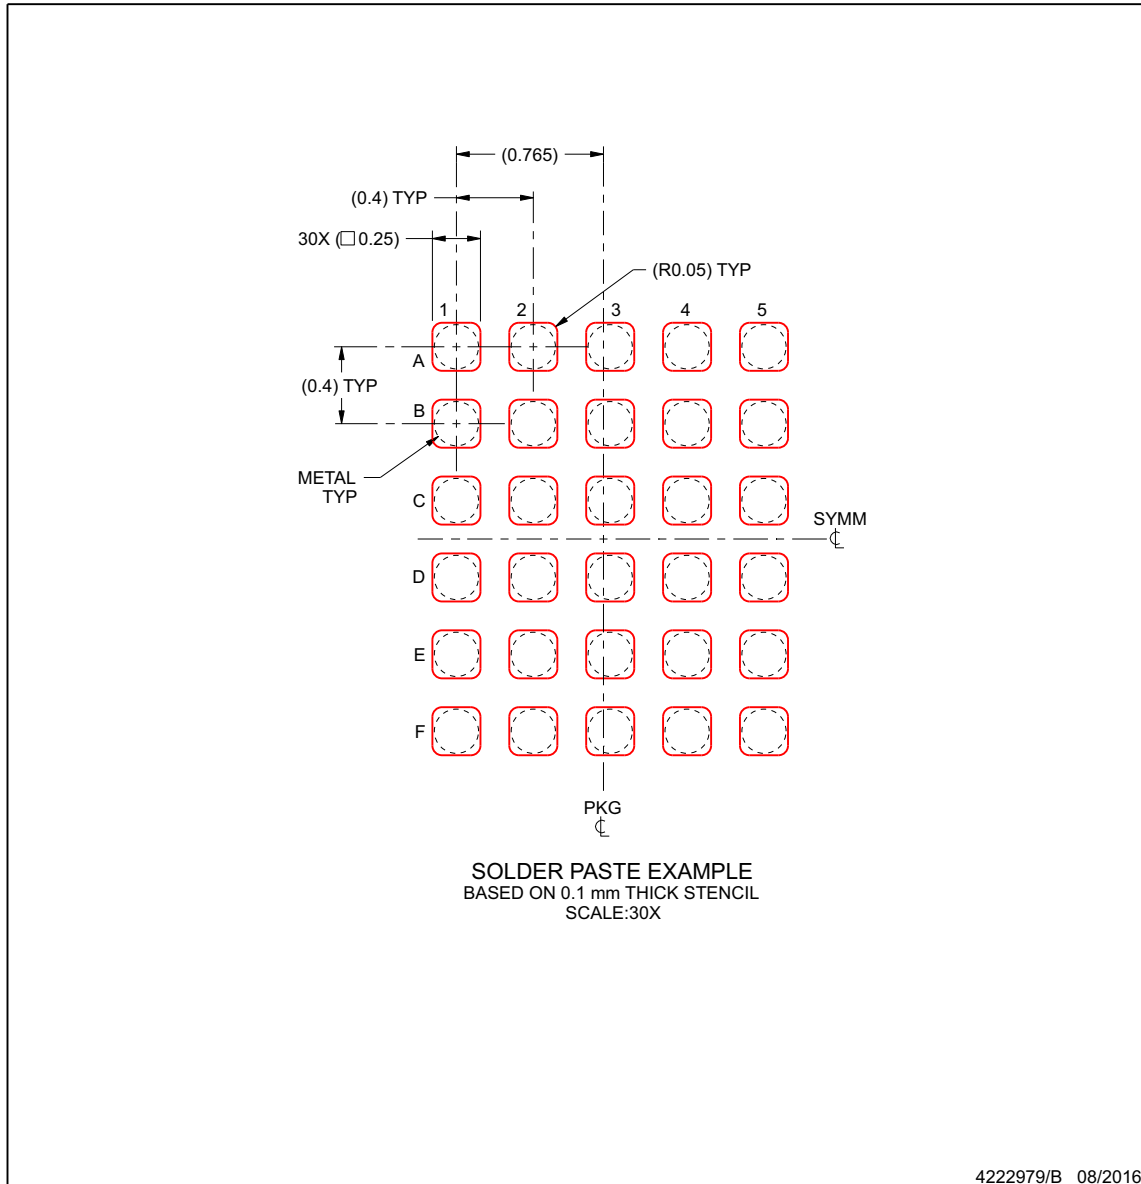 (0.765)
(0.4) TYP
30X (□0.25)
(R0.05) TYP
1 2 3 4 5
A
(0.4) TYP
B
METAL
TYP
C
SYMM
℄
D
E
F
PKG
℄
SOLDER PASTE EXAMPLE
BASED ON 0.1 mm THICK STENCIL
SCALE:30X
4222979/B 08/2016